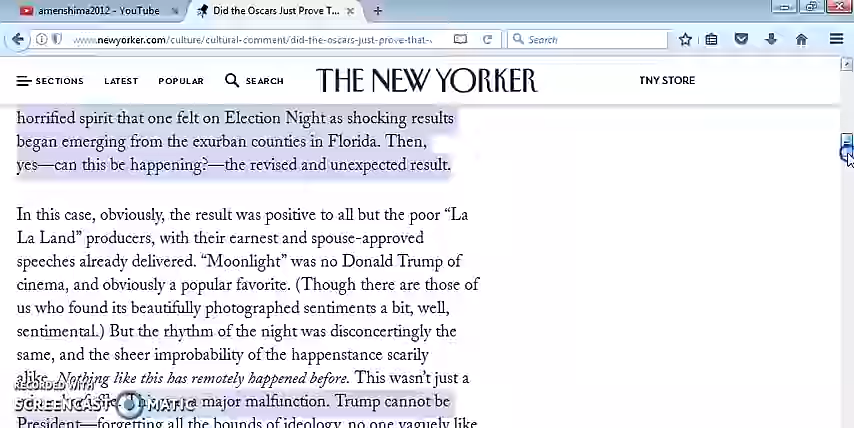 amenshima2012 - YouTube
Did the Oscars Just Prove T...
www.newyorker.com/culture/cultural-comment/did-the-oscars-just-prove-that-
Search
SECTIONS LATEST POPULAR SEARCH THE NEW YORKER TNY STORE
horrified spirit that one felt on Election Night as shocking results
began emerging from the exurban counties in Florida. Then,
yes—can this be happening?—the revised and unexpected result.
In this case, obviously, the result was positive to all but the poor “La
La Land” producers, with their earnest and spouse-approved
speeches already delivered. “Moonlight” was no Donald Trump of
cinema, and obviously a popular favorite. (Though there are those of
us who found its beautifully photographed sentiments a bit, well,
sentimental.) But the rhythm of the night was disconcertingly the
same, and the sheer improbability of the happenstance scarily
alike. Nothing like this has remotely happened before. This wasn’t just a
This was a major malfunction. Trump cannot be
President—forgetting all the bounds of ideology, no one vaguely like
RECORDED WITH
SCREENCAST MATIC